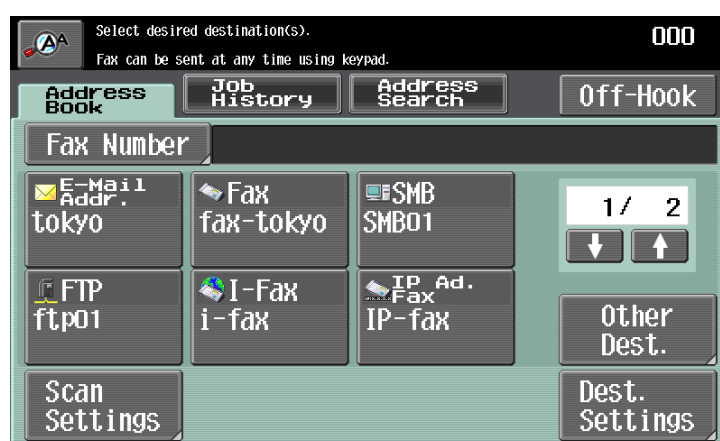 Select desired destination(s).
000
Fax can be sent at any time using keypad.
Address
Book
Job
History
Address
Search
Off-Hook
Fax Number
E-Mail
Addr.
tokyo
Fax
fax-tokyo
SMB
SMB01
1/ 2
FTP
ftp01
I-Fax
i-fax
IP Ad.
Fax
IP-fax
Other
Dest.
Scan
Settings
Dest.
Settings